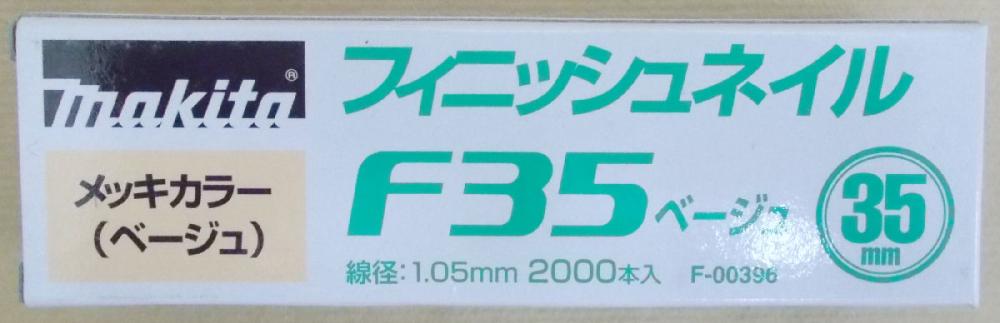 makita®
メッキカラー
(ベージュ)
フィニッシュネイル
F35 ベージュ
35
mm
線径:1.05mm 2000本入 F-00396